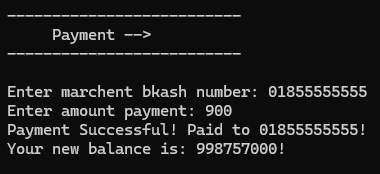 --------------------------
Payment -->
--------------------------
Enter marchent bkash number: 01855555555
Enter amount payment: 900
Payment Successful! Paid to 01855555555!
Your new balance is: 998757000!